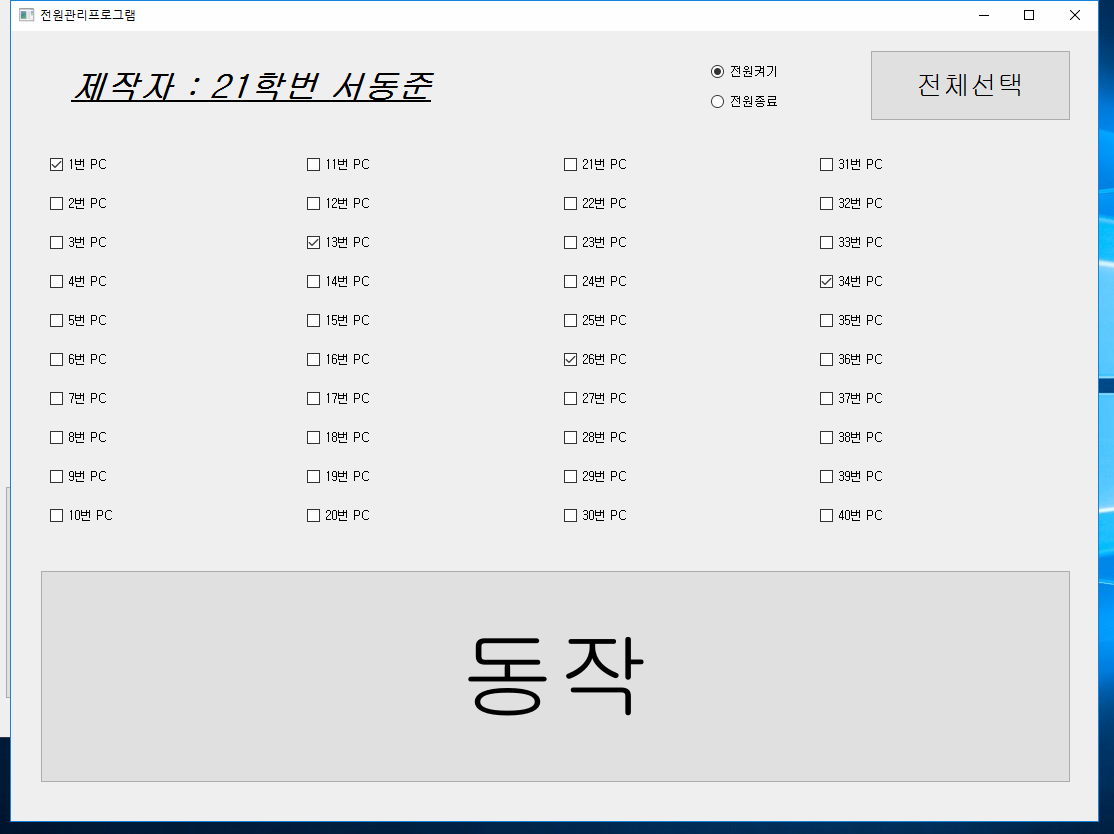 전원관리프로그램
제작자 : 21학번 서동준
전원켜기
전원종료
전체선택
1번 PC 11번 PC 21번 PC 31번 PC
2번 PC 12번 PC 22번 PC 32번 PC
3번 PC 13번 PC 23번 PC 33번 PC
4번 PC 14번 PC 24번 PC 34번 PC
5번 PC 15번 PC 25번 PC 35번 PC
6번 PC 16번 PC 26번 PC 36번 PC
7번 PC 17번 PC 27번 PC 37번 PC
8번 PC 18번 PC 28번 PC 38번 PC
9번 PC 19번 PC 29번 PC 39번 PC
10번 PC 20번 PC 30번 PC 40번 PC
동작